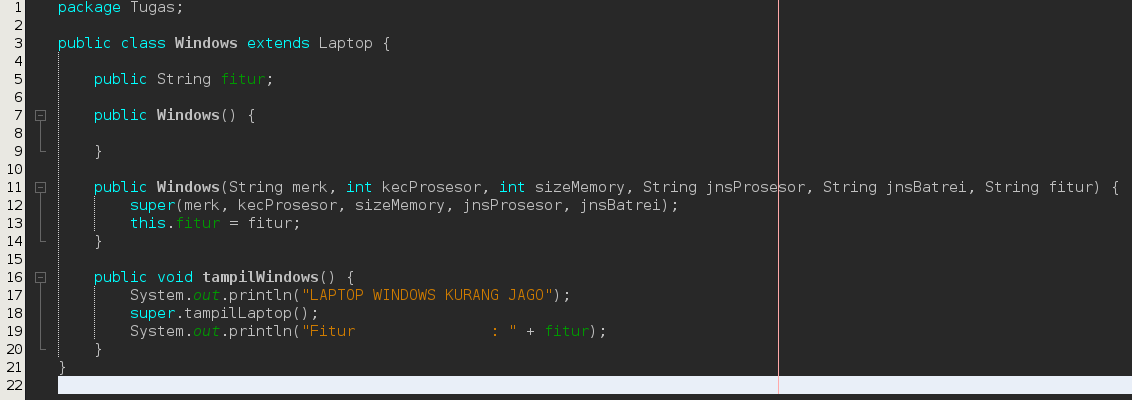 1 package Tugas;
2
3 public class Windows extends Laptop {
4
5     public String fitur;
6
7     public Windows() {
8
9     }
10
11     public Windows(String merk, int kecProsesor, int sizeMemory, String jnsProsesor, String jnsBatrei, String fitur) {
12         super(merk, kecProsesor, sizeMemory, jnsProsesor, jnsBatrei);
13         this.fitur = fitur;
14     }
15
16     public void tampilWindows() {
17         System.out.println("LAPTOP WINDOWS KURANG JAGO");
18         super.tampilLaptop();
19         System.out.println("Fitur               : " + fitur);
20     }
21 }
22